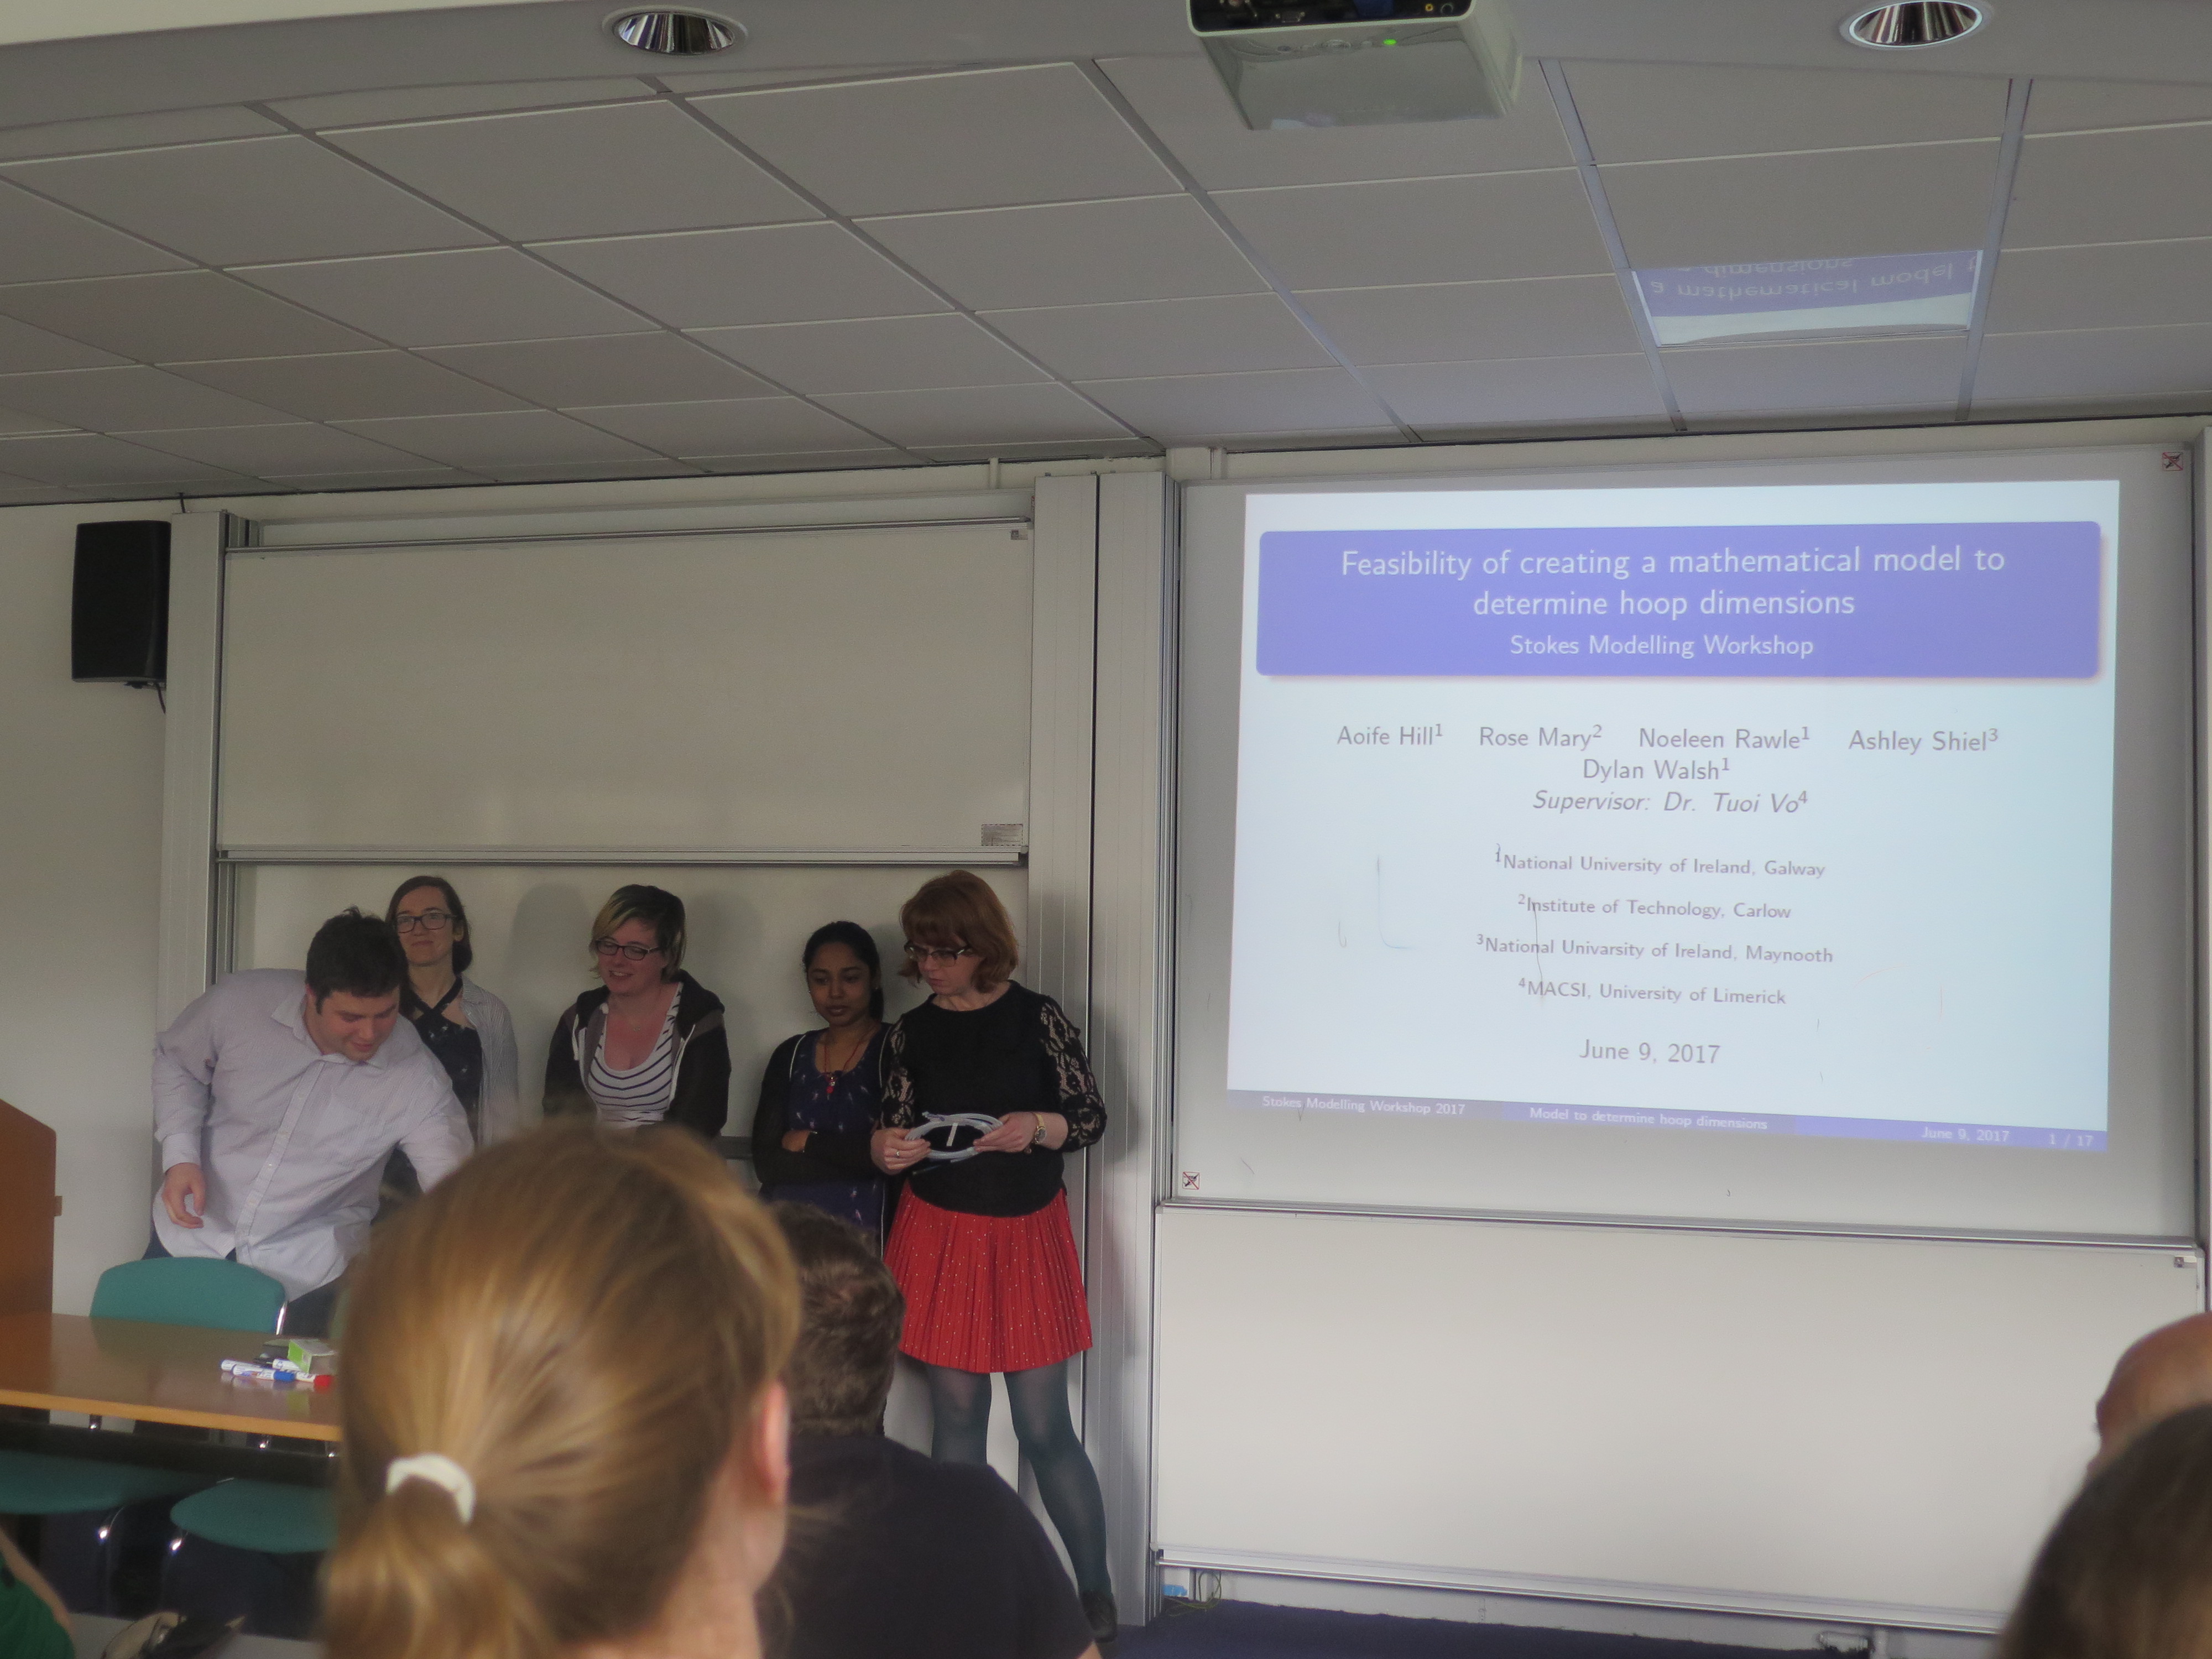 a mathematical model t
dimensions
Feasibility of creating a mathematical model to
determine hoop dimensions
Stokes Modelling Workshop
Aoife Hill¹ Rose Mary² Noeleen Rawle¹ Ashley Shiel³
Dylan Walsh¹
Supervisor: Dr. Tuoi Vo⁴
¹National University of Ireland, Galway
²Institute of Technology, Carlow
³National Univarsity of Ireland, Maynooth
⁴MACSI, University of Limerick
June 9, 2017
Stokes Modelling Workshop 2017 Model to determine hoop dimensions June 9, 2017 1 / 17